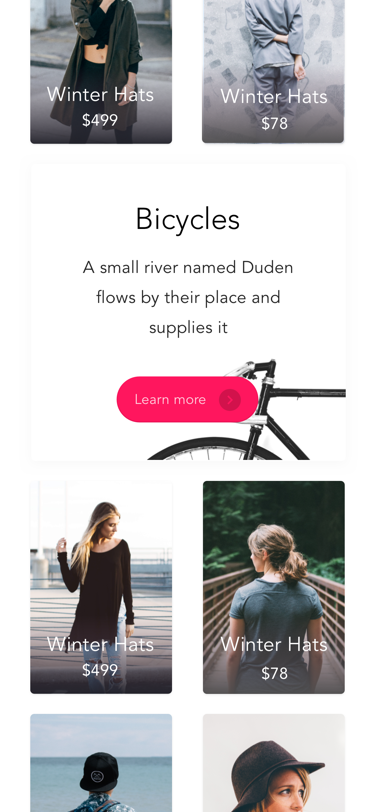 Winter Hats
$499
Winter Hats
$78
Bicycles
A small river named Duden
flows by their place and
supplies it
Learn more
Winter Hats
$499
Winter Hats
$78